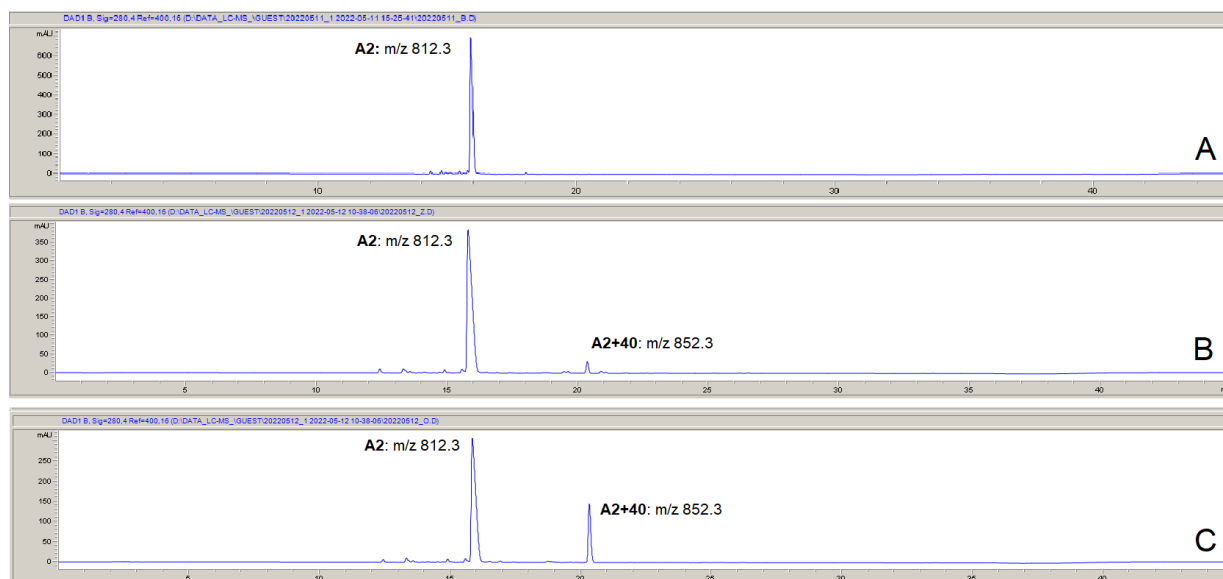 DAD1 B, Sig=280,4 Ref=400,16 (D:\DATA_LC-MS_\GUEST\20220511_1 2022-05-11 15-25-41\20220511_B.D)
mAU
600
500
400
300
200
100
0
A2: m/z 812.3
A
10
20
30
40
DAD1 B, Sig=280,4 Ref=400,16 (D:\DATA_LC-MS_\GUEST\20220512_1 2022-05-12 10-38-06\20220512_Z.D)
mAU
350
300
250
200
150
100
50
0
A2: m/z 812.3
A2+40: m/z 852.3
B
5
10
15
20
25
30
35
40
DAD1 B, Sig=280,4 Ref=400,16 (D:\DATA_LC-MS_\GUEST\20220512_1 2022-05-12 10-38-06\20220512_O.D)
mAU
250
200
150
100
50
0
A2: m/z 812.3
A2+40: m/z 852.3
C
5
10
15
20
25
30
35
40